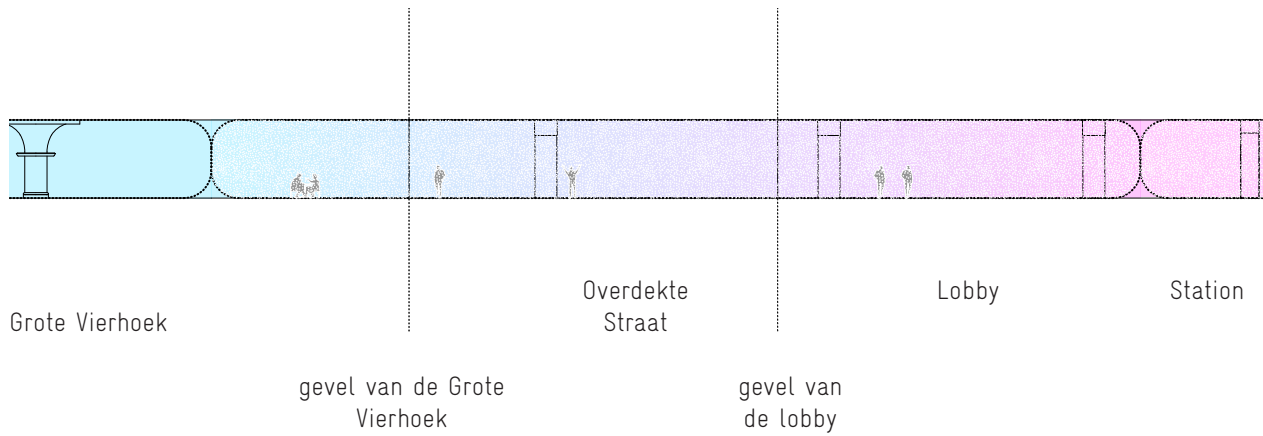 Overdekte
Straat
Lobby
Station
Grote Vierhoek
gevel van de Grote
Vierhoek
gevel van
de lobby